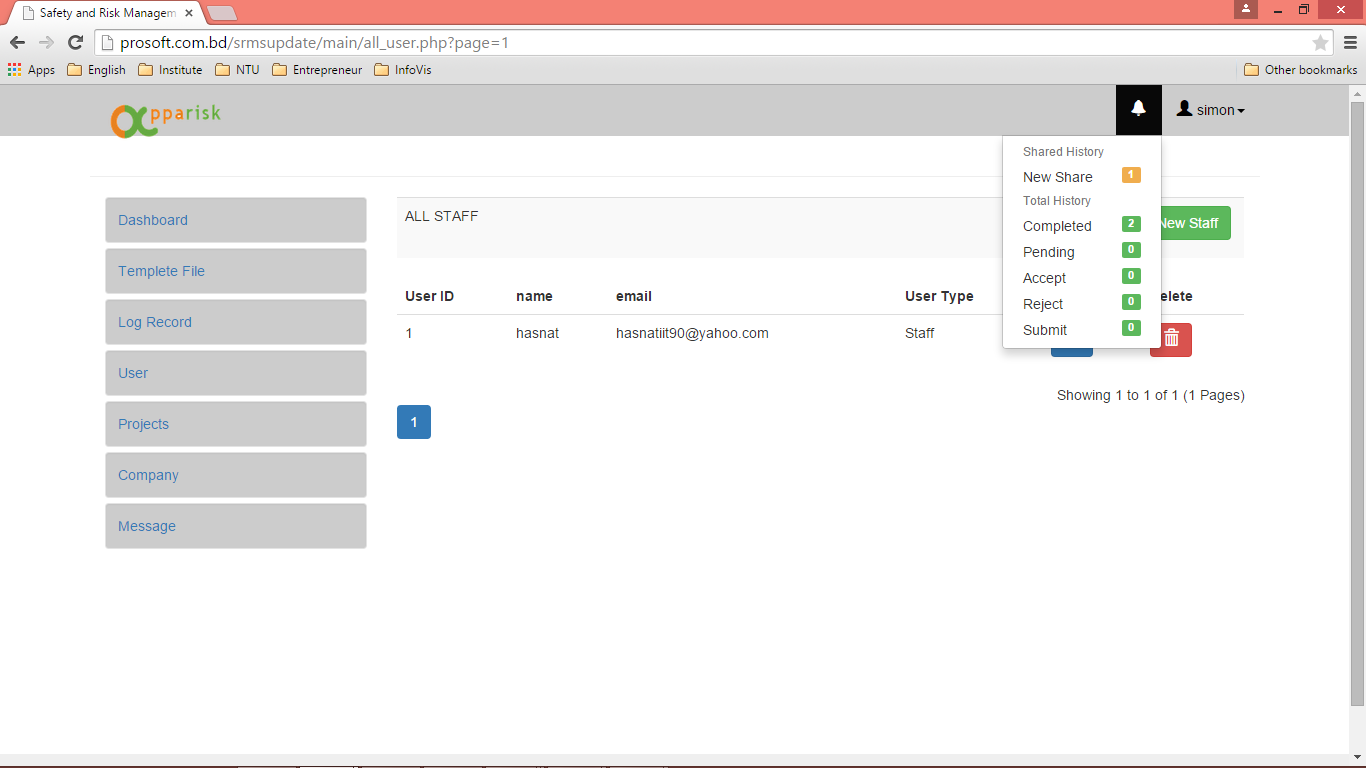 Safety and Risk Managem
prosoft.com.bd/srmsupdate/main/all_user.php?page=1
Apps English Institute NTU Entrepreneur InfoVis Other bookmarks
pparisk simon
Shared History
New Share 1
Total History
Completed 2
Pending 0
Accept 0
Reject 0
Submit 0
Dashboard
Templete File
Log Record
User
Projects
Company
Message
ALL STAFF New Staff
User ID name email User Type elete
1 hasnat hasnatiit90@yahoo.com Staff
Showing 1 to 1 of 1 (1 Pages)
1